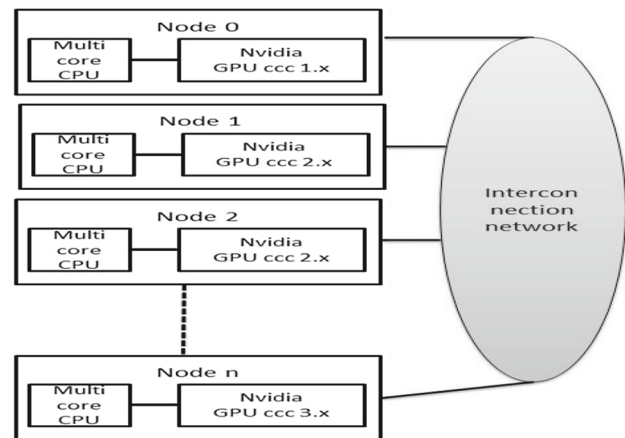 Node 0
Multi
core
CPU
Nvidia
GPU ccc 1.x
Node 1
Multi
core
CPU
Nvidia
GPU ccc 2.x
Node 2
Multi
core
CPU
Nvidia
GPU ccc 2.x
Node n
Multi
core
CPU
Nvidia
GPU ccc 3.x
Intercon
nection
network